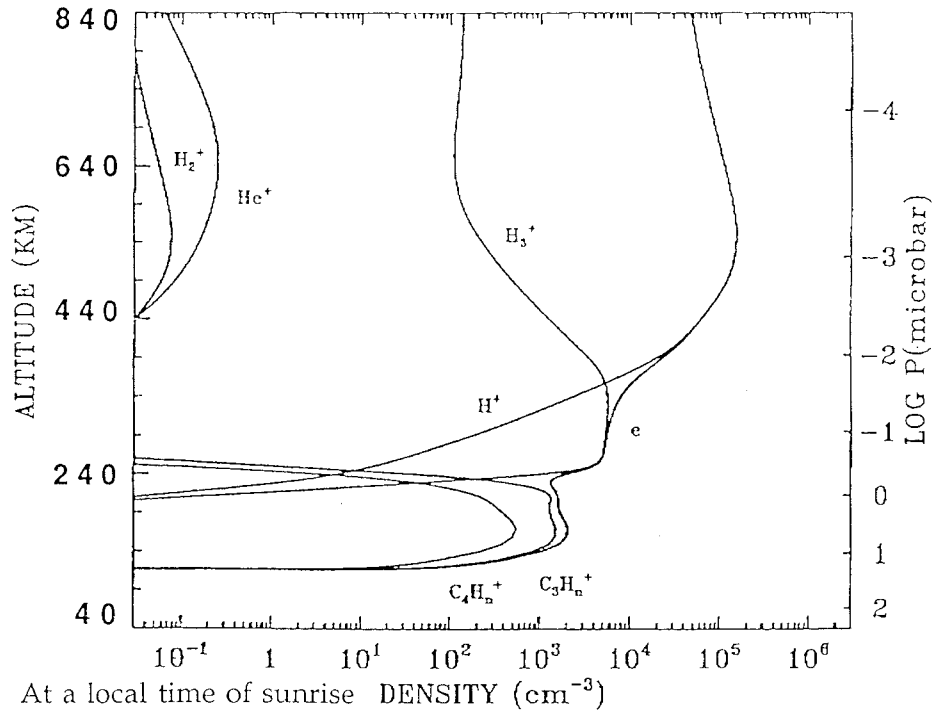 840
640
440
240
40
ALTITUDE (KM)
H₂⁺
He⁺
H₃⁺
H⁺
e
C₄Hₙ⁺
C₃Hₙ⁺
-4
-3
-2
-1
0
1
2
LOG P(microbar)
10⁻¹ 1 10¹ 10² 10³ 10⁴ 10⁵ 10⁶
At a local time of sunrise DENSITY (cm⁻³)